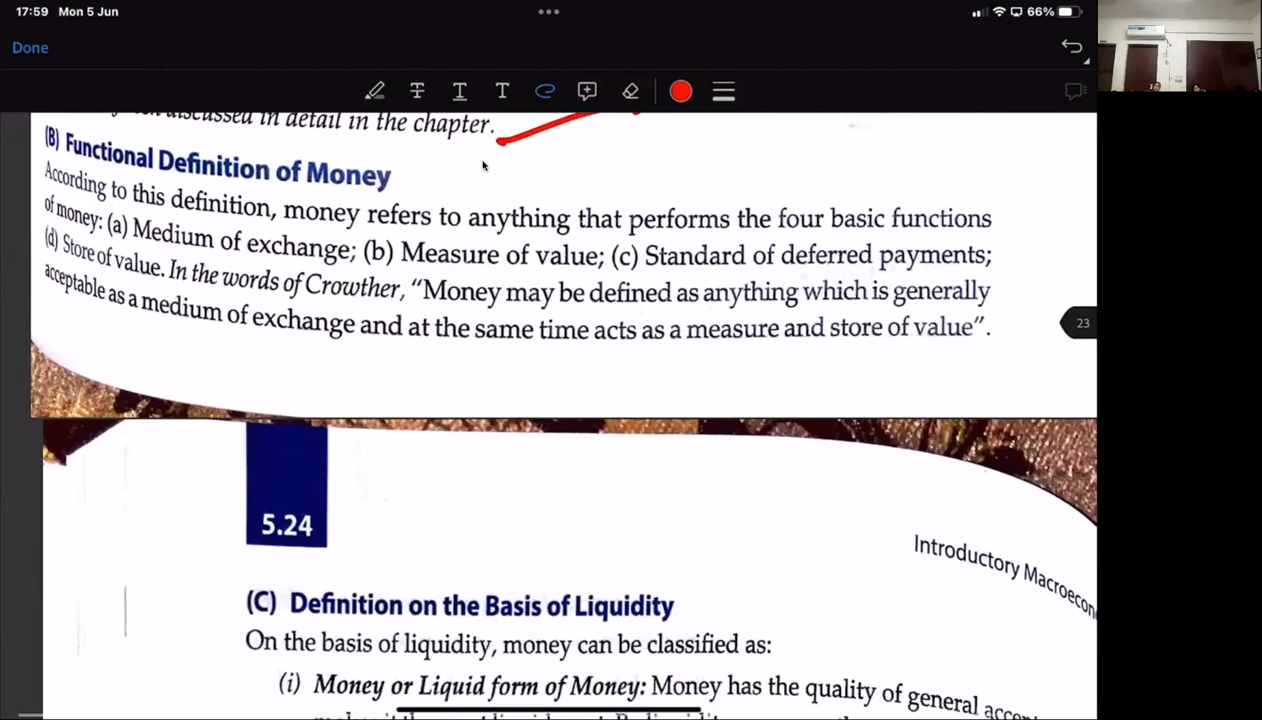 17:59 Mon 5 Jun
66%
Done
discussed in detail in the chapter.
(B) Functional Definition of Money
According to this definition, money refers to anything that performs the four basic functions
of money: (a) Medium of exchange; (b) Measure of value; (c) Standard of deferred payments;
(d) Store of value. In the words of Crowther, “Money may be defined as anything which is generally
acceptable as a medium of exchange and at the same time acts as a measure and store of value”.
23
5.24
Introductory Macroecon
(C) Definition on the Basis of Liquidity
On the basis of liquidity, money can be classified as:
(i) Money or Liquid form of Money: Money has the quality of general